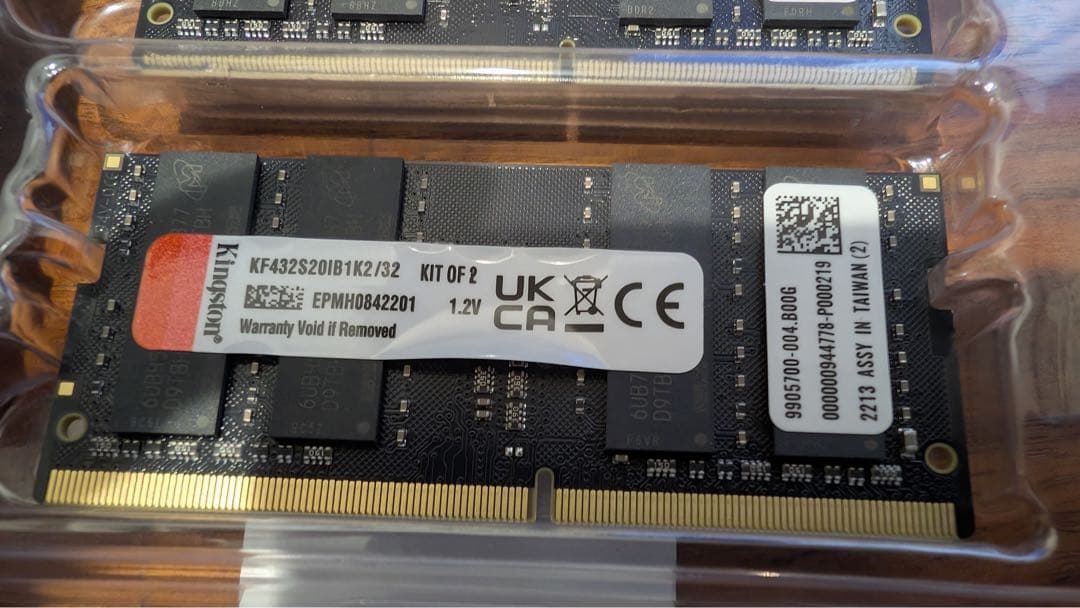 Kingston®
KF432S20IB1K2/32
KIT OF 2
EPMH0842201
1.2V
Warranty Void if Removed
UK
CA
CE
9905700-004.B00G
000000944778-P000219
2213 ASSY IN TAIWAN (2)